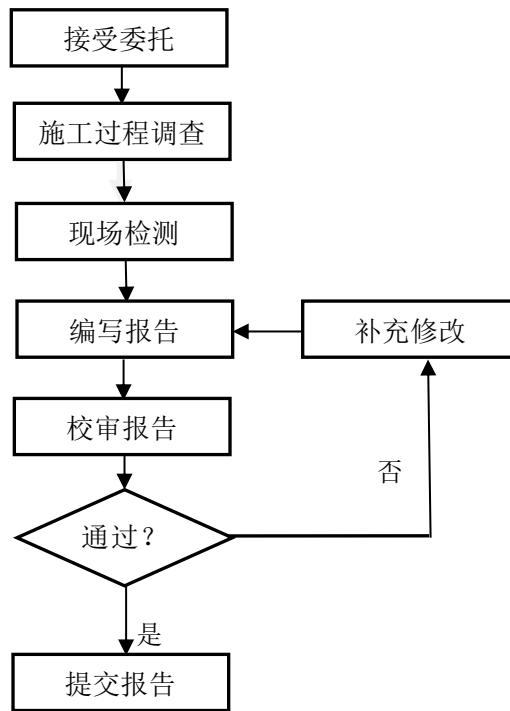 接受委托
施工过程调查
现场检测
编写报告
补充修改
校审报告
否
通过?
是
提交报告